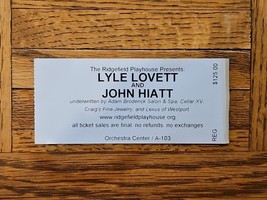 The Ridgefield Playhouse Presents
LYLE LOVETT
AND
JOHN HIATT
underwritten by Adam Broderick Salon & Spa, Cellar XV,
Craig's Fine Jewelry, and Lexus of Westport
www.ridgefieldplayhouse.org
all ticket sales are final. no refunds. no exchanges
Orchestra Center / A-103
REG
$125.00